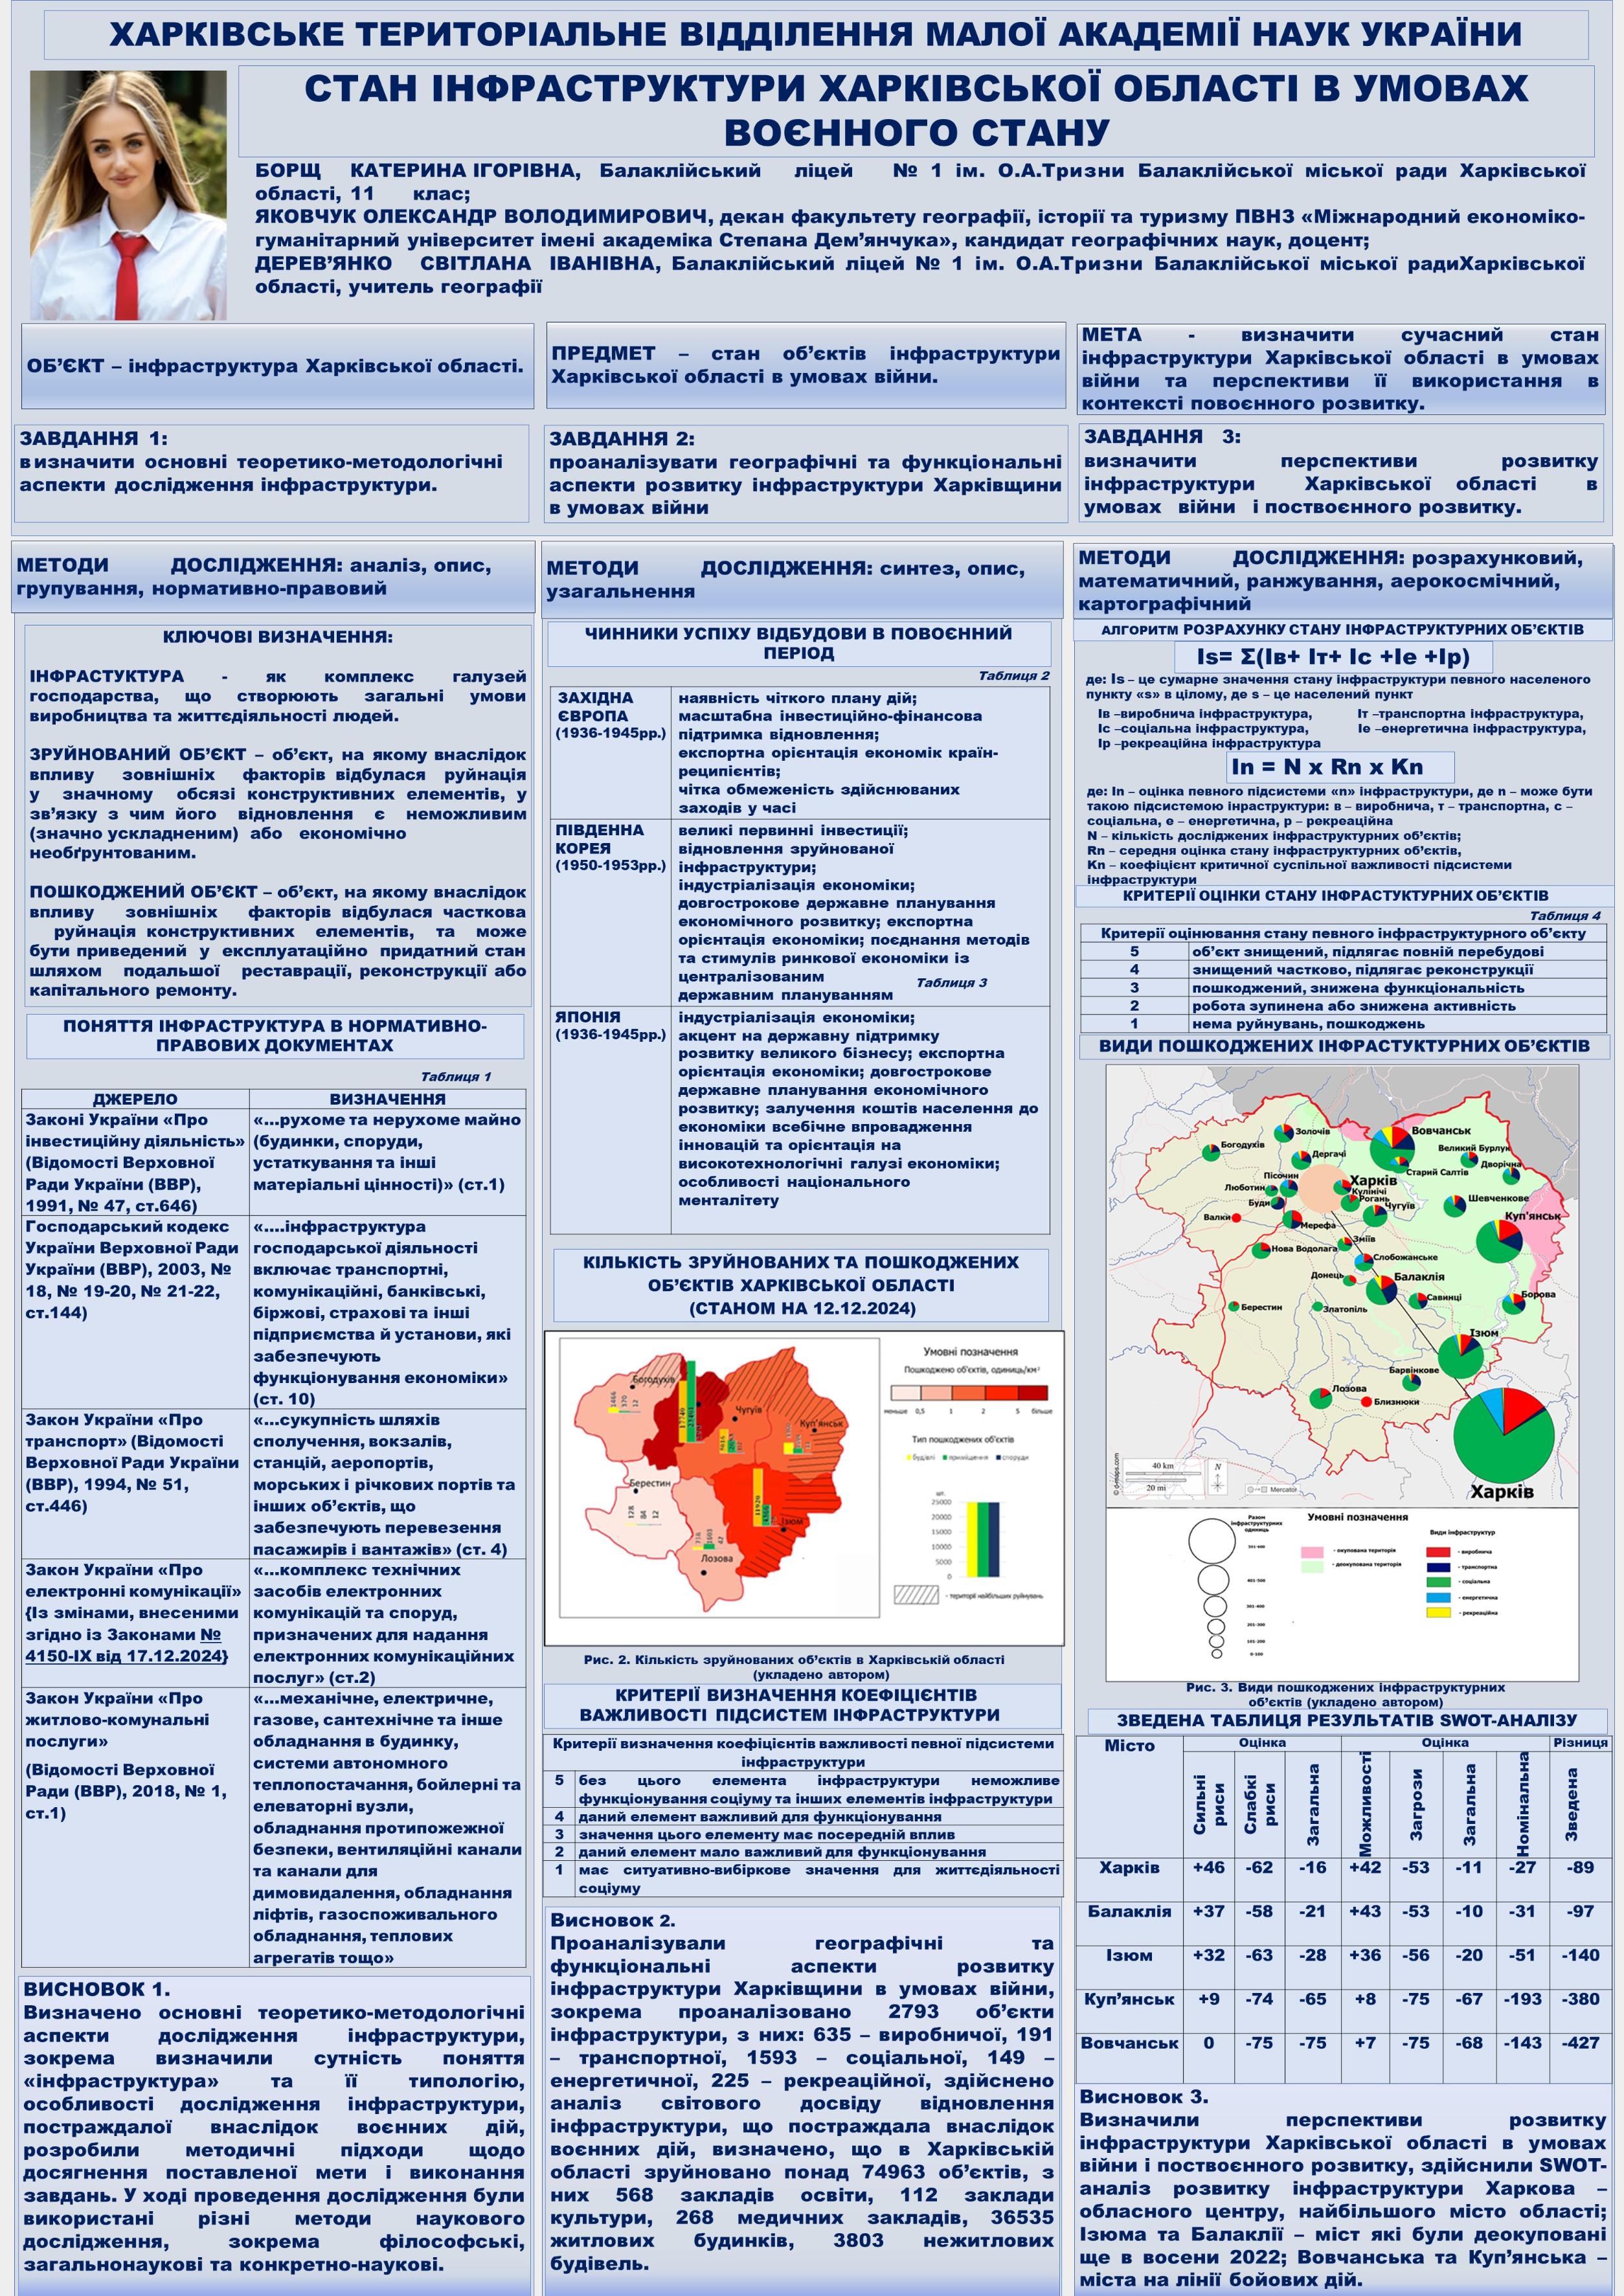 ХАРКІВСЬКЕ ТЕРИТОРІАЛЬНЕ ВІДДІЛЕННЯ МАЛОЇ АКАДЕМІЇ НАУК УКРАЇНИ
СТАН ІНФРАСТРУКТУРИ ХАРКІВСЬКОЇ ОБЛАСТІ В УМОВАХ
ВОЄННОГО СТАНУ
БОРЩ КАТЕРИНА ІГОРІВНА, Балаклійський ліцей № 1 ім. О.А.Тризни Балаклійської міської ради Харківської
області, 11 клас;
ЯКОВЧУК ОЛЕКСАНДР ВОЛОДИМИРОВИЧ, декан факультету географії, історії та туризму ПВНЗ «Міжнародний економіко-
гуманітарний університет імені академіка Степана Дем’янчука», кандидат географічних наук, доцент;
ДЕРЕВ’ЯНКО СВІТЛАНА ІВАНІВНА, Балаклійський ліцей № 1 ім. О.А.Тризни Балаклійської міської радиХарківської
області, учитель географії
ОБ’ЄКТ – інфраструктура Харківської області.
ПРЕДМЕТ – стан об’єктів інфраструктури
Харківської області в умовах війни.
МЕТА - визначити сучасний стан
інфраструктури Харківської області в умовах
війни та перспективи її використання в
контексті повоєнного розвитку.
ЗАВДАННЯ 1:
визначити основні теоретико-методологічні
аспекти дослідження інфраструктури.
ЗАВДАННЯ 2:
проаналізувати географічні та функціональні
аспекти розвитку інфраструктури Харківщини
в умовах війни
ЗАВДАННЯ 3:
визначити перспективи розвитку
інфраструктури Харківської області в
умовах війни і поствоєнного розвитку.
МЕТОДИ ДОСЛІДЖЕННЯ: аналіз, опис,
групування, нормативно-правовий
КЛЮЧОВІ ВИЗНАЧЕННЯ:
ІНФРАСТУКТУРА - як комплекс галузей
господарства, що створюють загальні умови
виробництва та життєдіяльності людей.
ЗРУЙНОВАНИЙ ОБ’ЄКТ – об’єкт, на якому внаслідок
впливу зовнішніх факторів відбулася руйнація
у значному обсязі конструктивних елементів, у
зв’язку з чим його відновлення є неможливим
(значно ускладненим) або економічно
необґрунтованим.
ПОШКОДЖЕНИЙ ОБ’ЄКТ – об’єкт, на якому внаслідок
впливу зовнішніх факторів відбулася часткова
руйнація конструктивних елементів, та може
бути приведений у експлуатаційно придатний стан
шляхом подальшої реставрації, реконструкції або
капітального ремонту.
ПОНЯТТЯ ІНФРАСТРУКТУРА В НОРМАТИВНО-
ПРАВОВИХ ДОКУМЕНТАХ
Таблиця 1
ДЖЕРЕЛО ВИЗНАЧЕННЯ
Законі України «Про
інвестиційну діяльність»
(Відомості Верховної
Ради України (ВВР),
1991, № 47, ст.646)
«…рухоме та нерухоме майно
(будинки, споруди,
устаткування та інші
матеріальні цінності)» (ст.1)
Господарський кодекс
України Верховної Ради
України (ВВР), 2003, №
18, № 19-20, № 21-22,
ст.144)
«….інфраструктура
господарської діяльності
включає транспортні,
комунікаційні, банківські,
біржові, страхові та інші
підприємства й установи, які
забезпечують
функціонування економіки»
(ст. 10)
Закон України «Про
транспорт» (Відомості
Верховної Ради України
(ВВР), 1994, № 51,
ст.446)
«…сукупність шляхів
сполучення, вокзалів,
станцій, аеропортів,
морських і річкових портів та
інших об’єктів, що
забезпечують перевезення
пасажирів і вантажів» (ст. 4)
Закон України «Про
електронні комунікації»
{Із змінами, внесеними
згідно із Законами №
4150-IX від 17.12.2024}
«…комплекс технічних
засобів електронних
комунікацій та споруд,
призначених для надання
електронних комунікаційних
послуг» (ст.2)
Закон України «Про
житлово-комунальні
послуги»
(Відомості Верховної
Ради (ВВР), 2018, № 1,
ст.1)
«…механічне, електричне,
газове, сантехнічне та інше
обладнання в будинку,
системи автономного
теплопостачання, бойлерні та
елеваторні вузли,
обладнання протипожежної
безпеки, вентиляційні канали
та канали для
димовидалення, обладнання
ліфтів, газоспоживального
обладнання, теплових
агрегатів тощо»
ВИСНОВОК 1.
Визначено основні теоретико-методологічні
аспекти дослідження інфраструктури,
зокрема визначили сутність поняття
«інфраструктура» та її типологію,
особливості дослідження інфраструктури,
постраждалої внаслідок воєнних дій,
розробили методичні підходи щодо
досягнення поставленої мети і виконання
завдань. У ході проведення дослідження були
використані різні методи наукового
дослідження, зокрема філософські,
загальнонаукові та конкретно-наукові.
МЕТОДИ ДОСЛІДЖЕННЯ: синтез, опис,
узагальнення
ЧИННИКИ УСПІХУ ВІДБУДОВИ В ПОВОЄННИЙ
ПЕРІОД
Таблиця 2
ЗАХІДНА
ЄВРОПА
(1936-1945рр.)
наявність чіткого плану дій;
масштабна інвестиційно-фінансова
підтримка відновлення;
експортна орієнтація економік країн-
реципієнтів;
чітка обмеженість здійснюваних
заходів у часі
ПІВДЕННА
КОРЕЯ
(1950-1953рр.)
великі первинні інвестиції;
відновлення зруйнованої
інфраструктури;
індустріалізація економіки;
довгострокове державне планування
економічного розвитку; експортна
орієнтація економіки; поєднання методів
та стимулів ринкової економіки із
централізованим
державним плануванням
Таблиця 3
ЯПОНІЯ
(1936-1945рр.)
індустріалізація економіки;
акцент на державну підтримку
розвитку великого бізнесу; експортна
орієнтація економіки; довгострокове
державне планування економічного
розвитку; залучення коштів населення до
економіки всебічне впровадження
інновацій та орієнтація на
високотехнологічні галузі економіки;
особливості національного
менталітету
КІЛЬКІСТЬ ЗРУЙНОВАНИХ ТА ПОШКОДЖЕНИХ
ОБ’ЄКТІВ ХАРКІВСЬКОЇ ОБЛАСТІ
(СТАНОМ НА 12.12.2024)
Богодухів
Чугуїв
Куп'янськ
Берестин
Ізюм
Лозова
Умовні позначення
Пошкоджено об'єктів, одиниць/км²
меньше 0,5 1 2 5 більше
Тип пошкоджених об'єктів
будівлі приміщення споруди
шт.
25000
20000
15000
10000
5000
0
- території найбільших руйнувань
Рис. 2. Кількість зруйнованих об’єктів в Харківській області
(укладено автором)
КРИТЕРІЇ ВИЗНАЧЕННЯ КОЕФІЦІЄНТІВ
ВАЖЛИВОСТІ ПІДСИСТЕМ ІНФРАСТРУКТУРИ
Критерії визначення коефіцієнтів важливості певної підсистеми
інфраструктури
5 без цього елемента інфраструктури неможливе
функціонування соціуму та інших елементів інфраструктури
4 даний елемент важливий для функціонування
3 значення цього елементу має посередній вплив
2 даний елемент мало важливий для функціонування
1 має ситуативно-вибіркове значення для життєдіяльності
соціуму
Висновок 2.
Проаналізували географічні та
функціональні аспекти розвитку
інфраструктури Харківщини в умовах війни,
зокрема проаналізовано 2793 об’єкти
інфраструктури, з них: 635 – виробничої, 191
– транспортної, 1593 – соціальної, 149 –
енергетичної, 225 – рекреаційної, здійснено
аналіз світового досвіду відновлення
інфраструктури, що постраждала внаслідок
воєнних дій, визначено, що в Харківській
області зруйновано понад 74963 об’єктів, з
них 568 закладів освіти, 112 заклади
культури, 268 медичних закладів, 36535
житлових будинків, 3803 нежитлових
будівель.
МЕТОДИ ДОСЛІДЖЕННЯ: розрахунковий,
математичний, ранжування, аерокосмічний,
картографічний
АЛГОРИТМ РОЗРАХУНКУ СТАНУ ІНФРАСТРУКТУРНИХ ОБ’ЄКТІВ
Is= Σ(Iв+ Iт+ Iс +Iе +Iр)
де: Is – це сумарне значення стану інфраструктури певного населеного
пункту «s» в цілому, де s – це населений пункт
Iв –виробнича інфраструктура, Iт –транспортна інфраструктура,
Iс –соціальна інфраструктура, Iе –енергетична інфраструктура,
Iр –рекреаційна інфраструктура
In = N x Rn x Kn
де: In – оцінка певного підсистеми «n» інфраструктури, де n – може бути
такою підсистемою інраструктури: в – виробнича, т – транспортна, с –
соціальна, е – енергетична, р – рекреаційна
N – кількість досліджених інфраструктурних об’єктів;
Rn – середня оцінка стану інфраструктурних об’єктів,
Kn – коефіцієнт критичної суспільної важливості підсистеми
інфраструктури
КРИТЕРІЇ ОЦІНКИ СТАНУ ІНФРАСТУКТУРНИХ ОБ’ЄКТІВ
Таблиця 4
Критерії оцінювання стану певного інфраструктурного об’єкту
5 об’єкт знищений, підлягає повній перебудові
4 знищений частково, підлягає реконструкції
3 пошкоджений, знижена функціональність
2 робота зупинена або знижена активність
1 нема руйнувань, пошкоджень
ВИДИ ПОШКОДЖЕНИХ ІНФРАСТУКТУРНИХ ОБ’ЄКТІВ
Золочів
Вовчанськ
Богодухів
Дергачі
Великий Бурлук
Дворічна
Старий Салтів
Пісочин
Харків
Люботин
Кулінічі
Рогань
Буди
Чугуїв
Шевченкове
Валки
Мерефа
Куп'янськ
Зміїв
Нова Водолага
Слобожанське
Донець
Балаклія
Савинці
Борова
Берестин
Златопіль
Ізюм
Барвінкове
Лозова
Близнюки
Харків
© d-maps.com
40 km
20 mi
N
Mercator
Разом
інфраструктурних
одиниць
501-600
401-500
301-400
201-300
101-200
0-100
Умовні позначення
- окупована територія
- деокупована територія
Види інфраструктур
- виробнича
- транспортна
- соціальна
- енергетична
- рекреаційна
Рис. 3. Види пошкоджених інфраструктурних
об’єктів (укладено автором)
ЗВЕДЕНА ТАБЛИЦЯ РЕЗУЛЬТАТІВ SWOT-АНАЛІЗУ
Місто Оцінка Оцінка Різниця
Сильні риси Слабкі риси Загальна Можливості Загрози Загальна Номінальна Зведена
Харків +46 -62 -16 +42 -53 -11 -27 -89
Балаклія +37 -58 -21 +43 -53 -10 -31 -97
Ізюм +32 -63 -28 +36 -56 -20 -51 -140
Куп’янськ +9 -74 -65 +8 -75 -67 -193 -380
Вовчанськ 0 -75 -75 +7 -75 -68 -143 -427
Висновок 3.
Визначили перспективи розвитку
інфраструктури Харківської області в умовах
війни і поствоєнного розвитку, здійснили SWOT-
аналіз розвитку інфраструктури Харкова –
обласного центру, найбільшого місто області;
Ізюма та Балаклії – міст які були деокуповані
ще в восени 2022; Вовчанська та Куп’янська –
міста на лінії бойових дій.